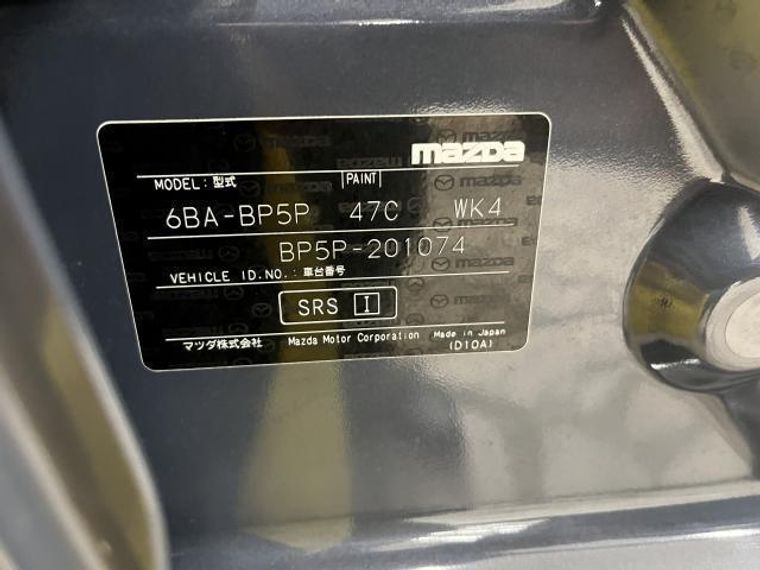 mazda
MODEL : 型式 PAINT
6BA-BP5P 47C WK4
BP5P-201074
VEHICLE ID.NO. : 車台番号
SRS I
マツダ株式会社 Mazda Motor Corporation Made in Japan
(D10A)